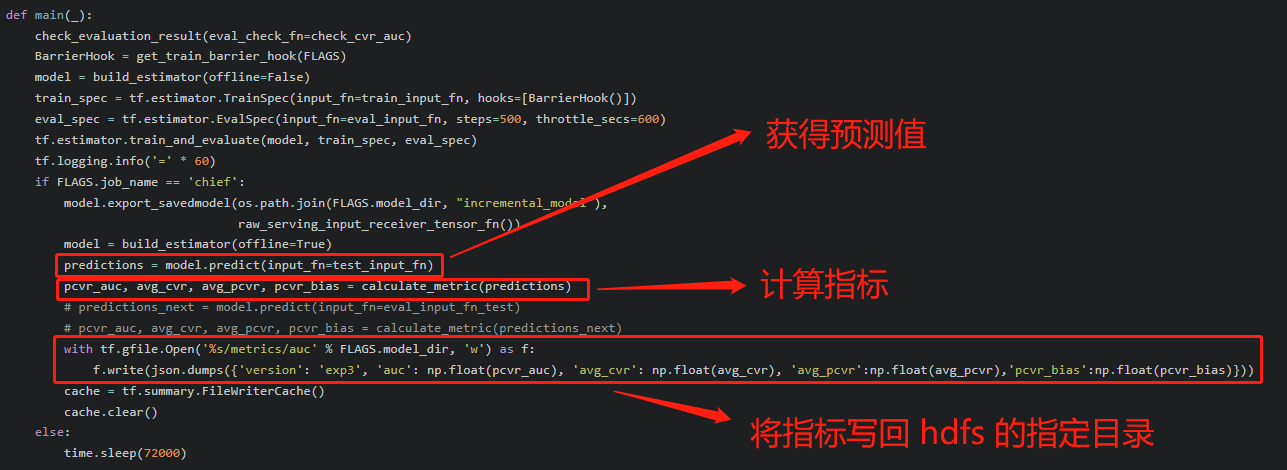 def main(_):
check_evaluation_result(eval_check_fn=check_cvr_auc)
BarrierHook = get_train_barrier_hook(FLAGS)
model = build_estimator(offline=False)
train_spec = tf.estimator.TrainSpec(input_fn=train_input_fn, hooks=[BarrierHook()])
eval_spec = tf.estimator.EvalSpec(input_fn=eval_input_fn, steps=500, throttle_secs=600)
tf.estimator.train_and_evaluate(model, train_spec, eval_spec)
获得预测值
tf.logging.info('=' * 60)
if FLAGS.job_name == 'chief':
model.export_savedmodel(os.path.join(FLAGS.model_dir, "incremental_model"),
raw_serving_input_receiver_tensor_fn())
model = build_estimator(offline=True)
predictions = model.predict(input_fn=test_input_fn)
pcvr_auc, avg_cvr, avg_pcvr, pcvr_bias = calculate_metric(predictions)
计算指标
# predictions_next = model.predict(input_fn=eval_input_fn_test)
# pcvr_auc, avg_cvr, avg_pcvr, pcvr_bias = calculate_metric(predictions_next)
with tf.gfile.Open('%s/metrics/auc' % FLAGS.model_dir, 'w') as f:
f.write(json.dumps({'version': 'exp3', 'auc': np.float(pcvr_auc), 'avg_cvr': np.float(avg_cvr), 'avg_pcvr':np.float(avg_pcvr),'pcvr_bias':np.float(pcvr_bias)}))
cache = tf.summary.FileWriterCache()
cache.clear()
将指标写回 hdfs 的指定目录
else:
time.sleep(72000)